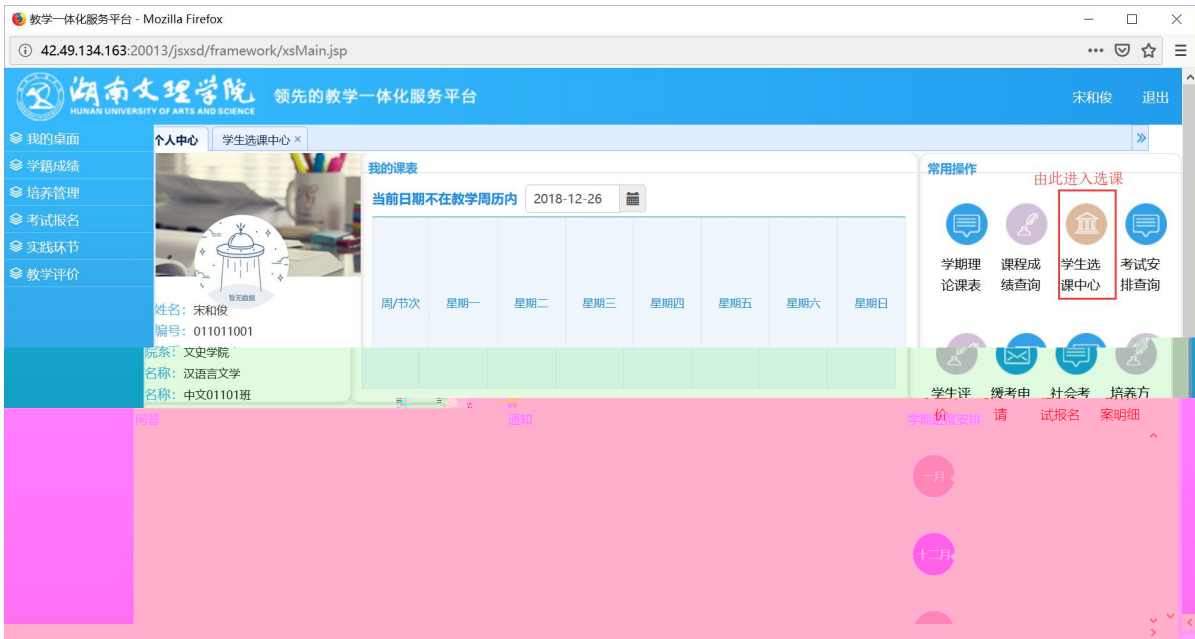 教学一体化服务平台 - Mozilla Firefox
42.49.134.163:20013/jsxsd/framework/xsMain.jsp
湖南文理学院
HUNAN UNIVERSITY OF ARTS AND SCIENCE
领先的教学一体化服务平台
宋和俊 退出
我的桌面
学籍成绩
培养管理
考试报名
实践环节
教学评价
个人中心 学生选课中心 ×
暂无数据
姓名：宋和俊
编号：011011001
院系：文史学院
名称：汉语言文学
名称：中文01101班
我的课表
当前日期不在教学周历内 2018-12-26
周/节次 星期一 星期二 星期三 星期四 星期五 星期六 星期日
常用操作
由此进入选课
学期理论课表
课程成绩查询
学生选课中心
考试安排查询
学生评价
缓考申请
社会考试报名
培养方案明细
问答
通知
学期进程安排
一月
十二月